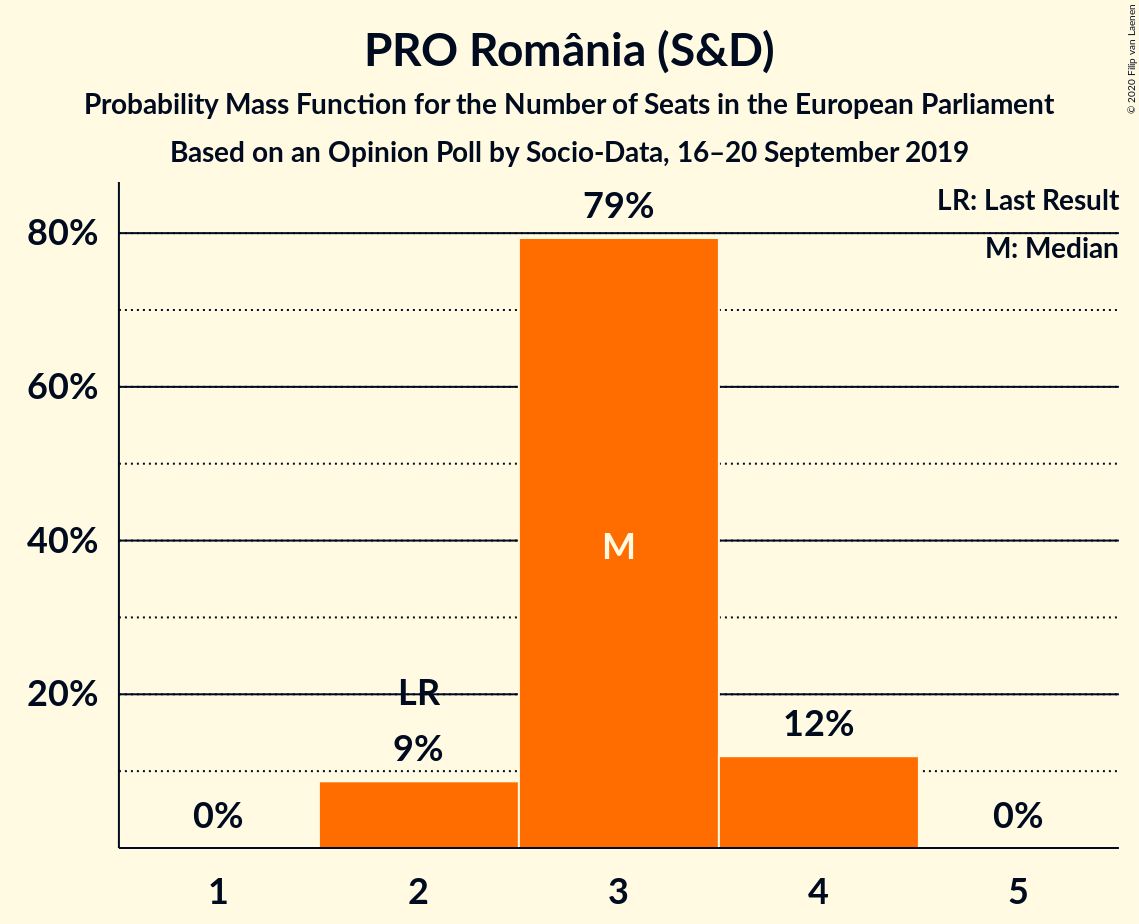 PRO România (S&D)
Probability Mass Function for the Number of Seats in the European Parliament
Based on an Opinion Poll by Socio-Data, 16–20 September 2019
© 2020 Filip van Laenen
LR: Last Result
M: Median
80%
60%
40%
20%
0%
LR
9%
79%
M
12%
0%
1
2
3
4
5